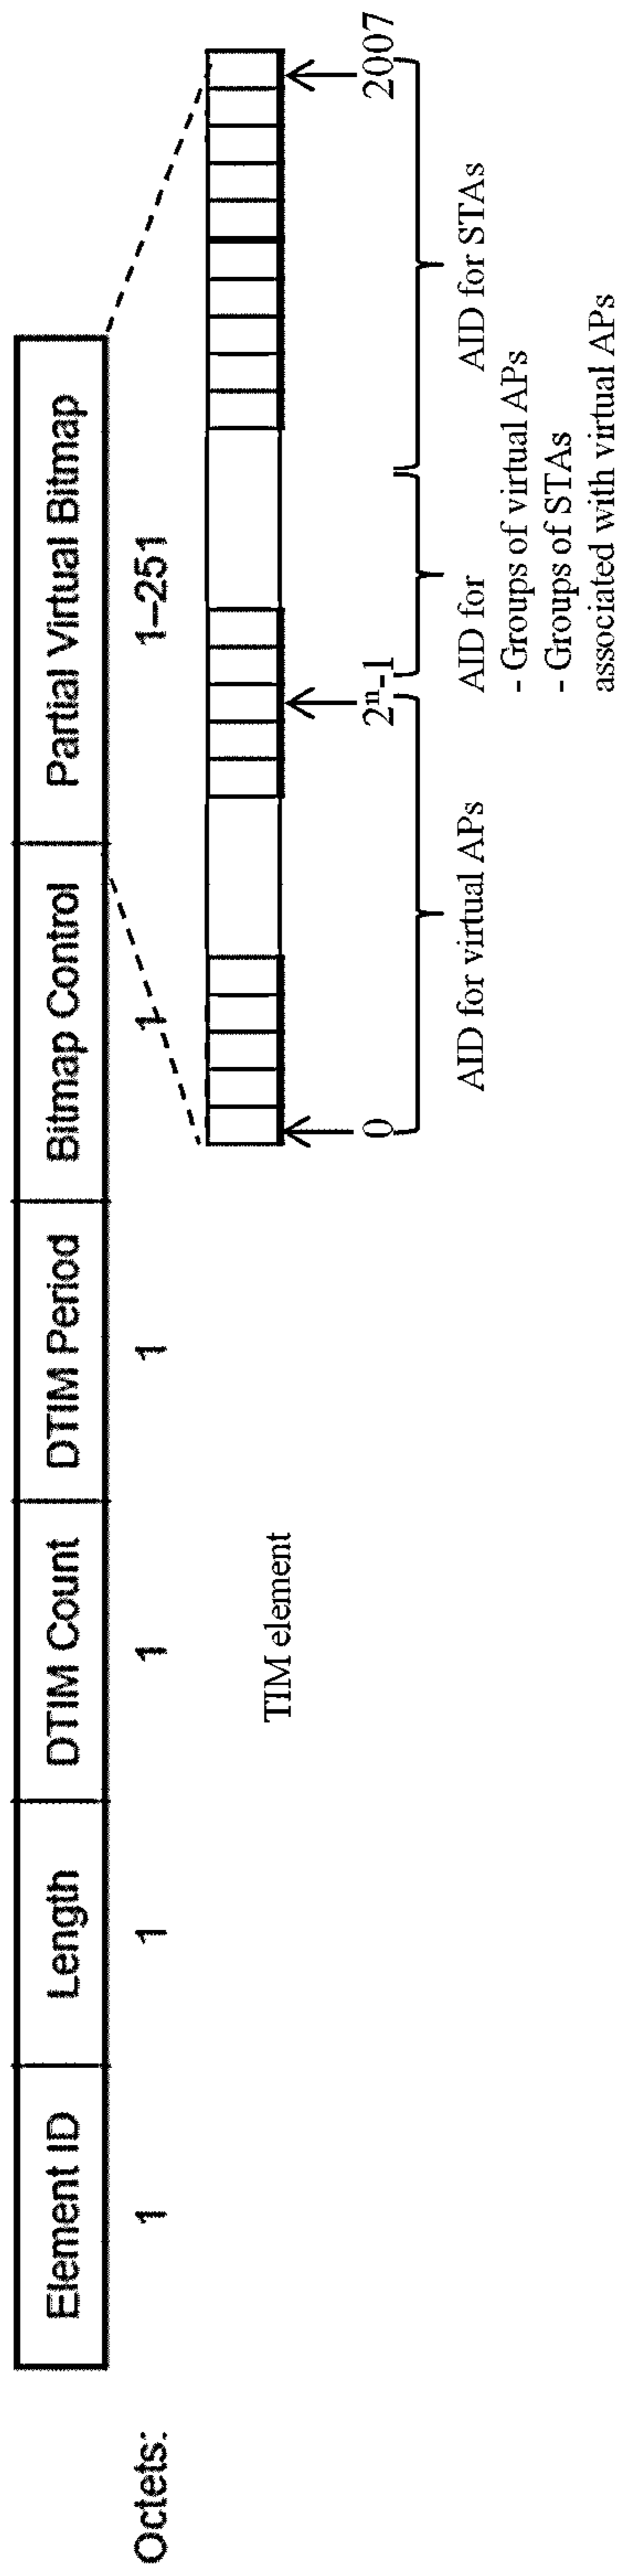 Element ID
Length
DTIM Count
DTIM Period
Bitmap Control
Partial Virtual Bitmap
Octets:
1
1
1
1
1
1–251
TIM element
0
2ⁿ-1
2007
AID for virtual APs
AID for
- Groups of virtual APs
- Groups of STAs
associated with virtual APs
AID for STAs